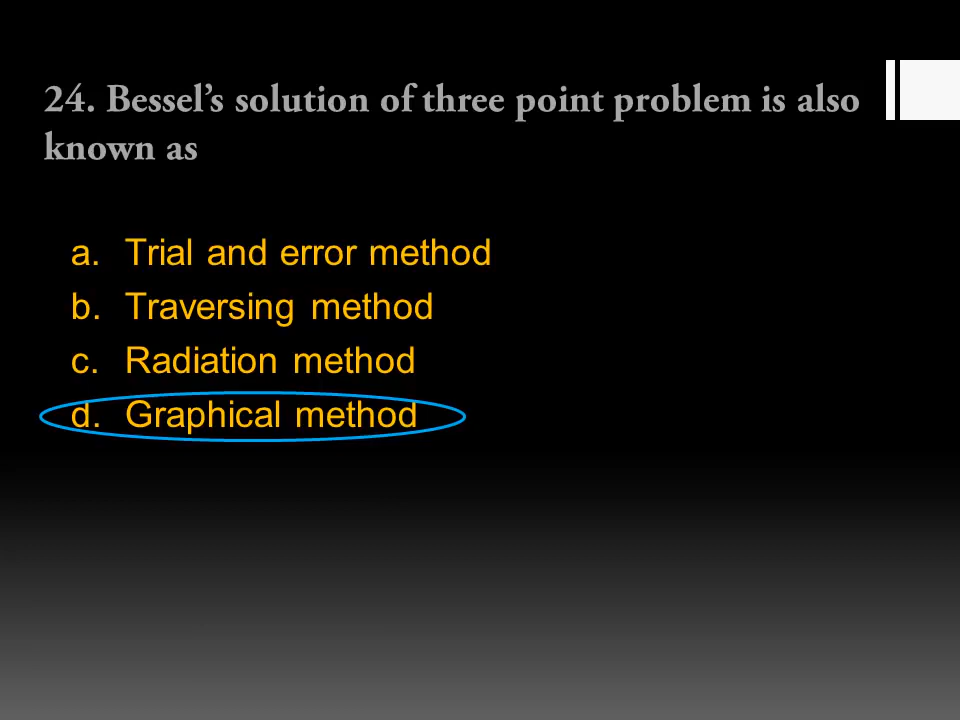 24. Bessel’s solution of three point problem is also
known as
a. Trial and error method
b. Traversing method
c. Radiation method
d. Graphical method